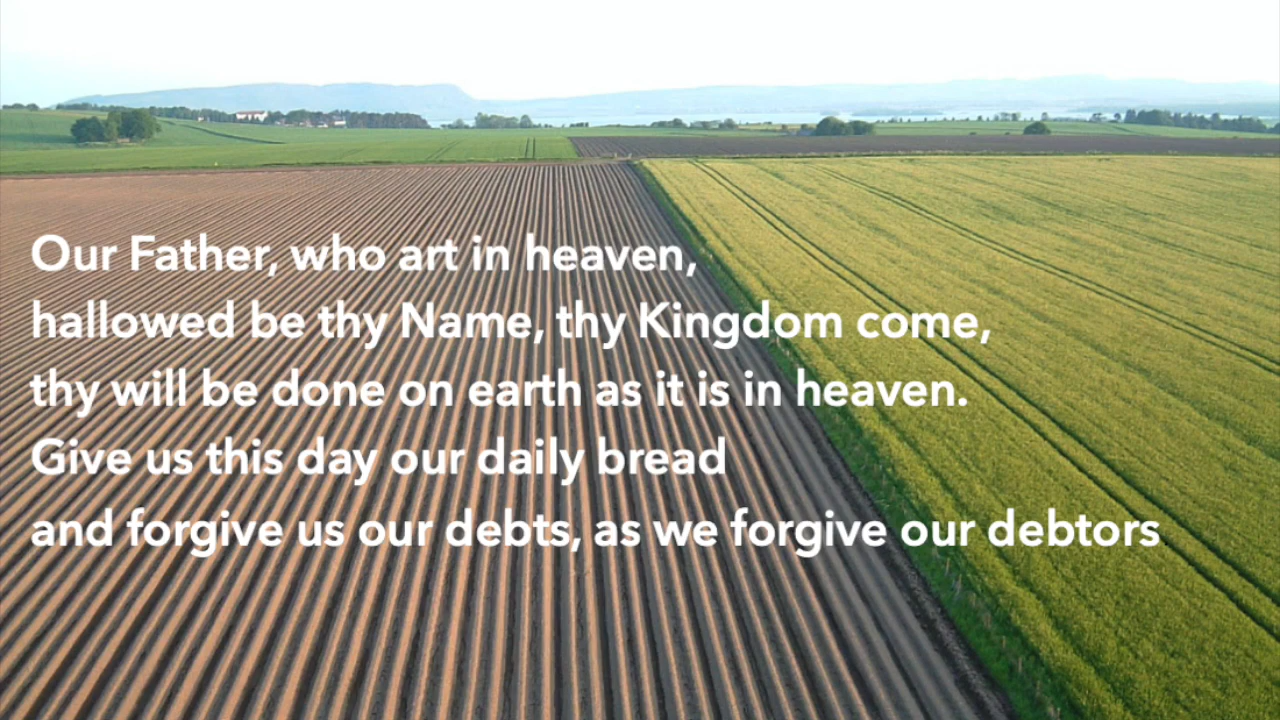 Our Father, who art in heaven,
hallowed be thy Name, thy Kingdom come,
thy will be done on earth as it is in heaven.
Give us this day our daily bread
and forgive us our debts, as we forgive our debtors